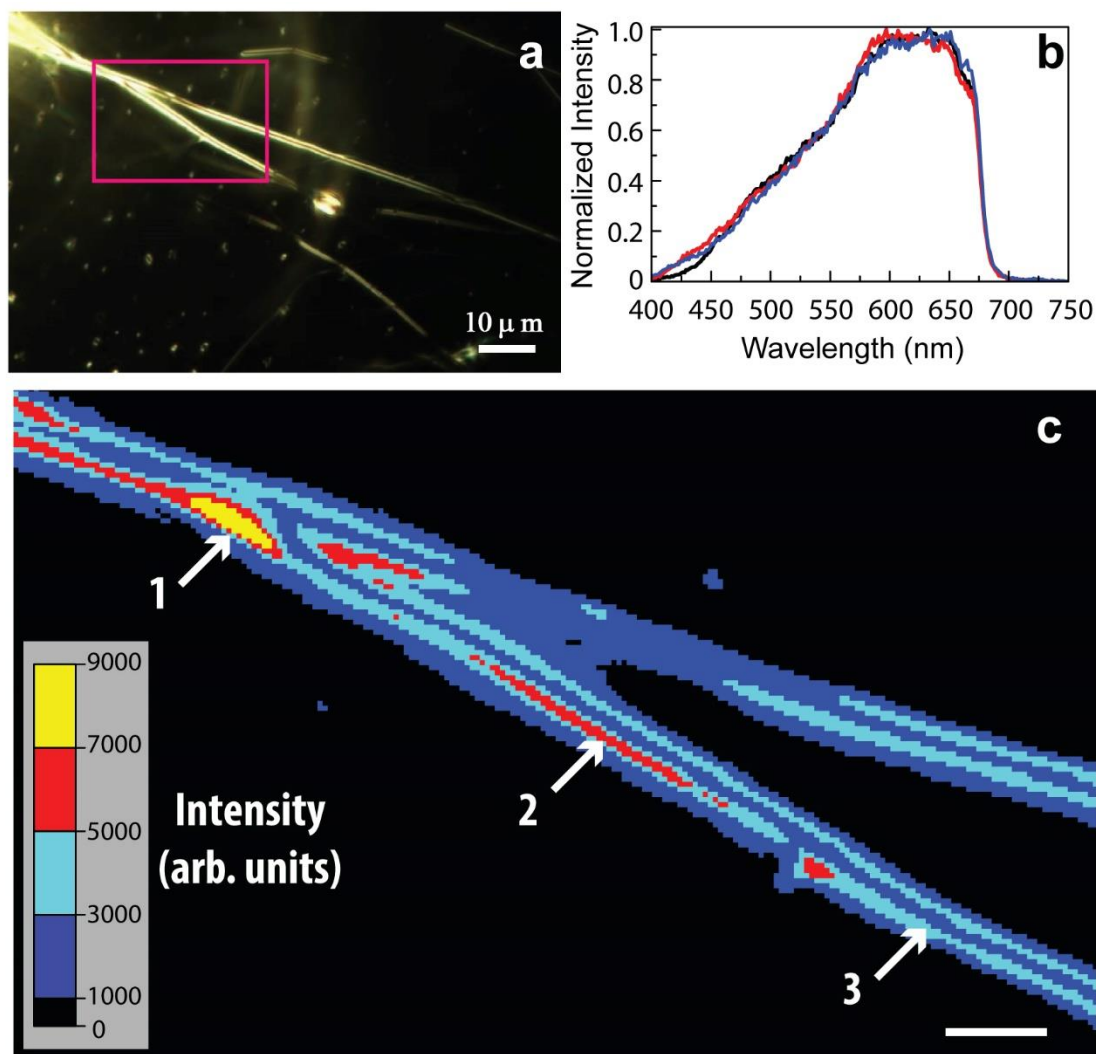 a
10 μm
b
Normalized Intensity
1.0
0.8
0.6
0.4
0.2
0
400 450 500 550 600 650 700 750
Wavelength (nm)
c
1
2
3
9000
7000
5000
3000
1000
0
Intensity
(arb. units)